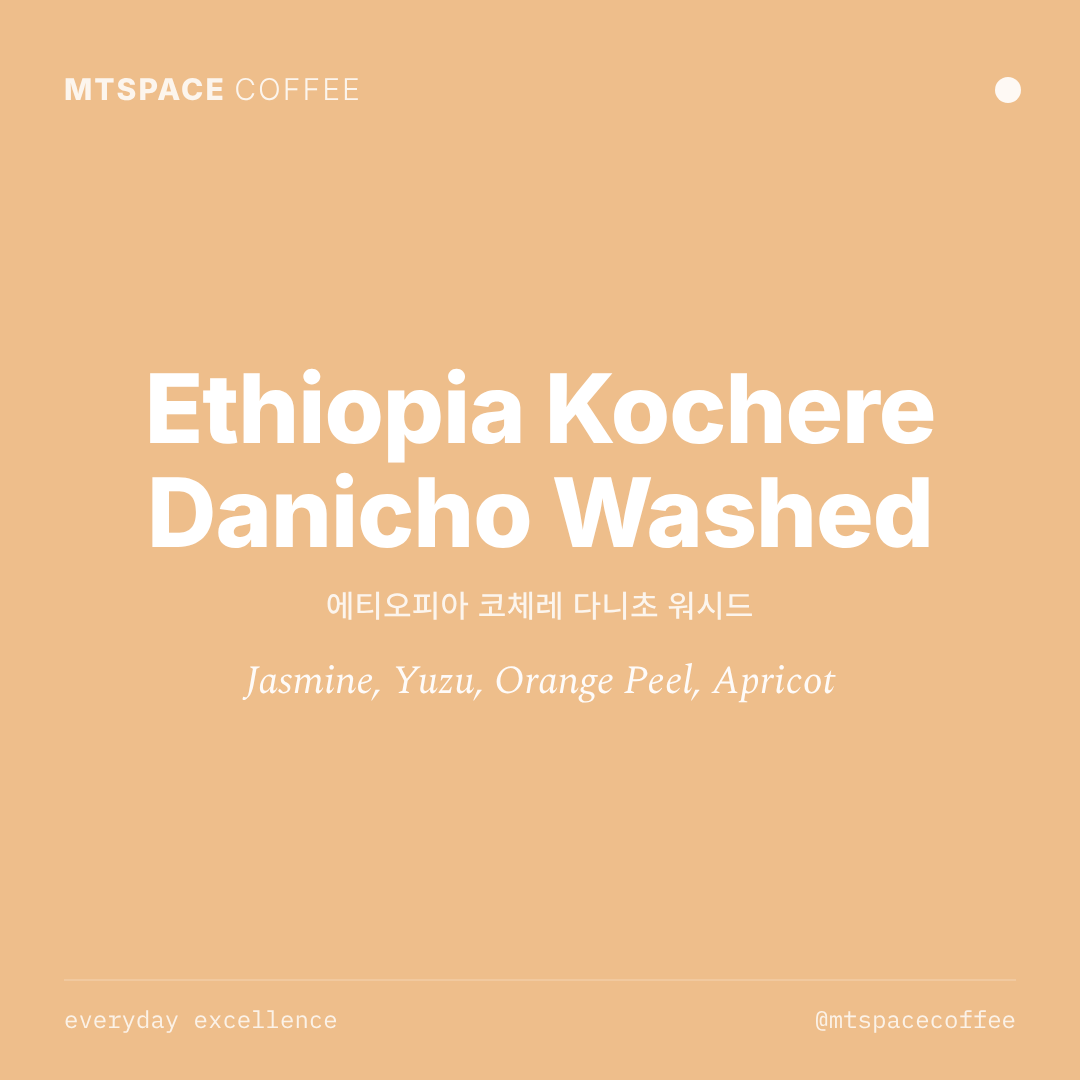 MTSPACE COFFEE
Ethiopia Kochere
Danicho Washed
에티오피아 코체레 다니초 워시드
Jasmine, Yuzu, Orange Peel, Apricot
everyday excellence
@mtspacecoffee